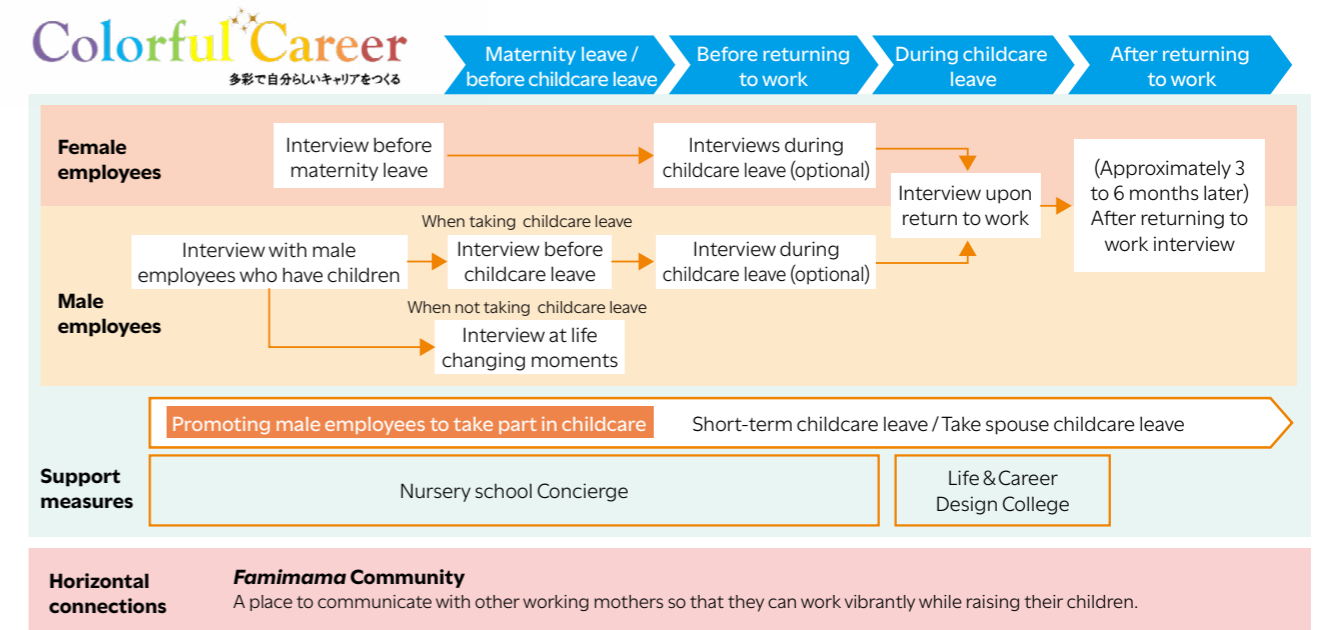 Colorful Career
多彩で自分らしいキャリアをつくる
Maternity leave /
before childcare leave
Before returning
to work
During childcare
leave
After returning
to work
Female
employees
Interview before
maternity leave
Interviews during
childcare leave (optional)
Interview upon
return to work
(Approximately 3
to 6 months later)
After returning to
work interview
Male
employees
Interview with male
employees who have children
When taking childcare leave
Interview before
childcare leave
Interview during
childcare leave (optional)
When not taking childcare leave
Interview at life
changing moments
Promoting male employees to take part in childcare
Short-term childcare leave / Take spouse childcare leave
Support
measures
Nursery school Concierge
Life & Career
Design College
Horizontal
connections
Famimama Community
A place to communicate with other working mothers so that they can work vibrantly while raising their children.